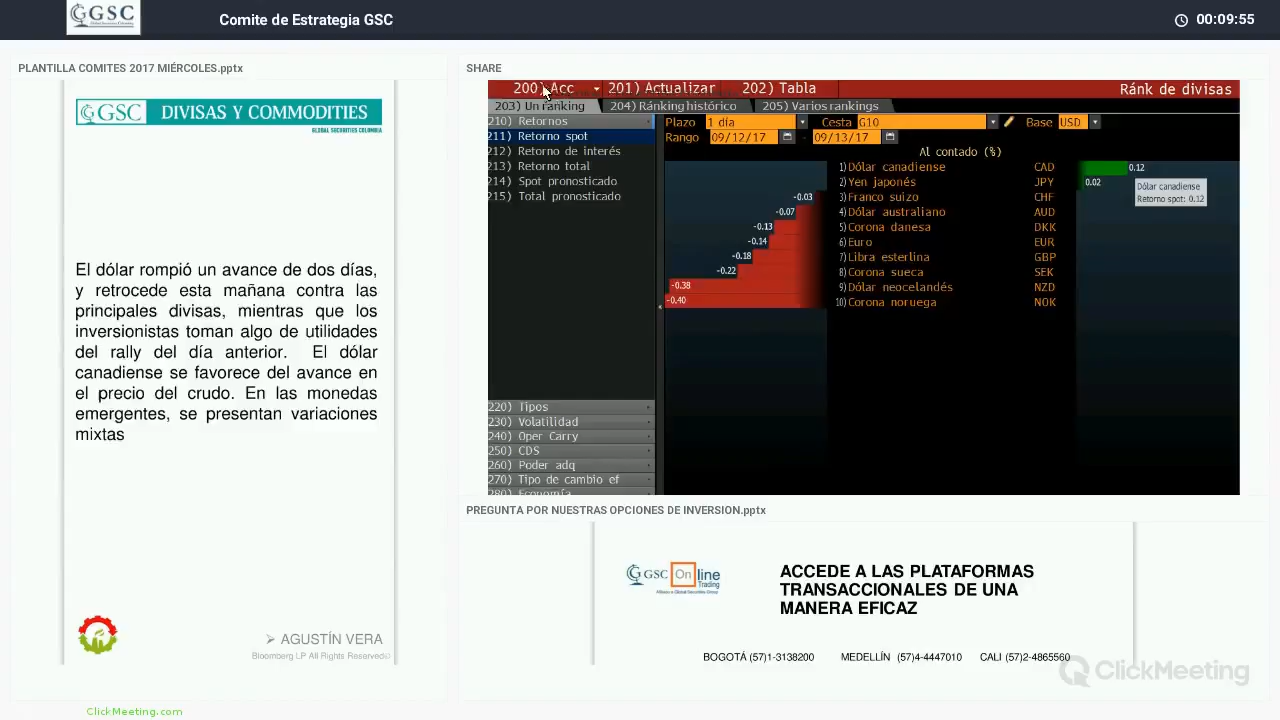 GSC
Global Securities Colombia
Comite de Estrategia GSC
00:09:55
PLANTILLA COMITES 2017 MIÉRCOLES.pptx
GSC DIVISAS Y COMMODITIES
GLOBAL SECURITIES COLOMBIA
El dólar rompió un avance de dos días,
y retrocede esta mañana contra las
principales divisas, mientras que los
inversionistas toman algo de utilidades
del rally del día anterior. El dólar
canadiense se favorece del avance en
el precio del crudo. En las monedas
emergentes, se presentan variaciones
mixtas
➢ AGUSTÍN VERA
Bloomberg LP All Rights Reserved©
ClickMeeting.com
SHARE
200) Acc 201) Actualizar 202) Tabla Ránk de divisas
203) Un ranking 204) Ránking histórico 205) Varios rankings
210) Retornos
211) Retorno spot
212) Retorno de interés
213) Retorno total
214) Spot pronosticado
215) Total pronosticado
220) Tipos
230) Volatilidad
240) Oper Carry
250) CDS
260) Poder adq
270) Tipo de cambio ef
280) Economía
Plazo 1 día Cesta G10 Base USD
Rango 09/12/17 - 09/13/17
Al contado (%)
1) Dólar canadiense CAD 0.12
2) Yen japonés JPY 0.02
-0.03 3) Franco suizo CHF
-0.07 4) Dólar australiano AUD
-0.13 5) Corona danesa DKK
-0.14 6) Euro EUR
-0.18 7) Libra esterlina GBP
-0.22 8) Corona sueca SEK
-0.38 9) Dólar neocelandés NZD
-0.40 10) Corona noruega NOK
Dólar canadiense
Retorno spot: 0.12
PREGUNTA POR NUESTRAS OPCIONES DE INVERSION.pptx
GSC Online
Trading
ACCEDE A LAS PLATAFORMAS
TRANSACCIONALES DE UNA
MANERA EFICAZ
BOGOTÁ (57)1-3138200 MEDELLÍN (57)4-4447010 CALI (57)2-4865560
ClickMeeting